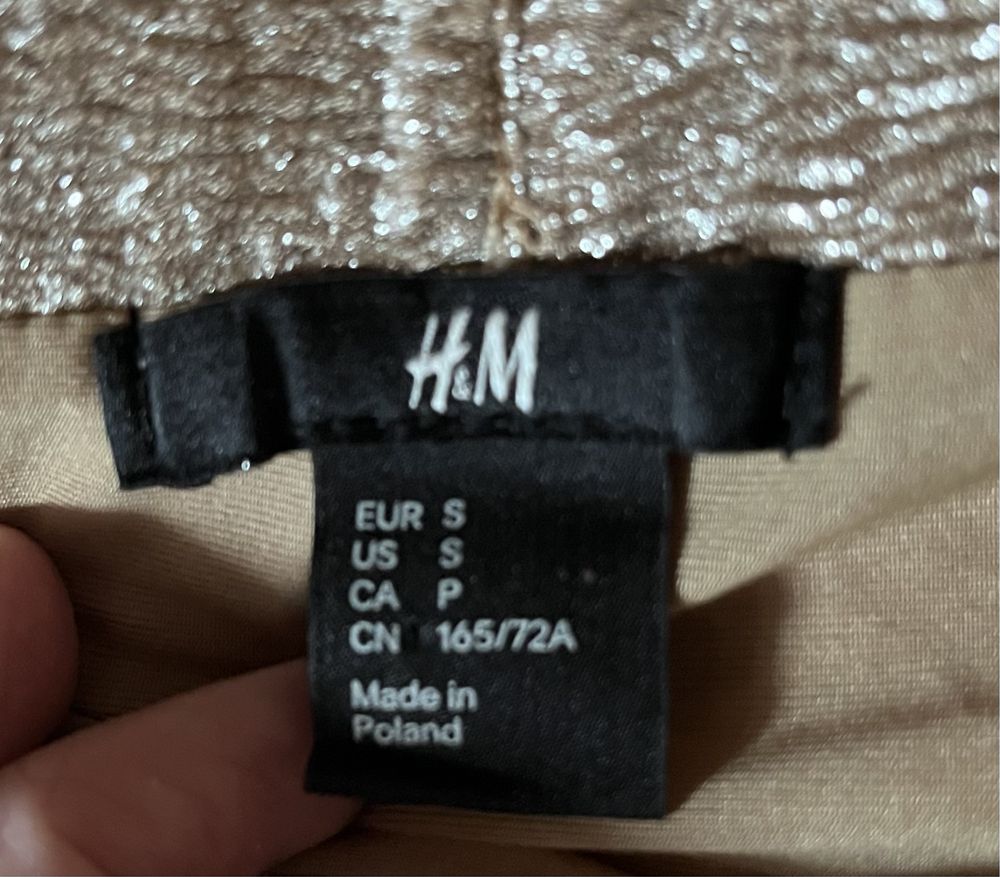 H&M
EUR S
US S
CA P
CN 165/72A
Made in
Poland